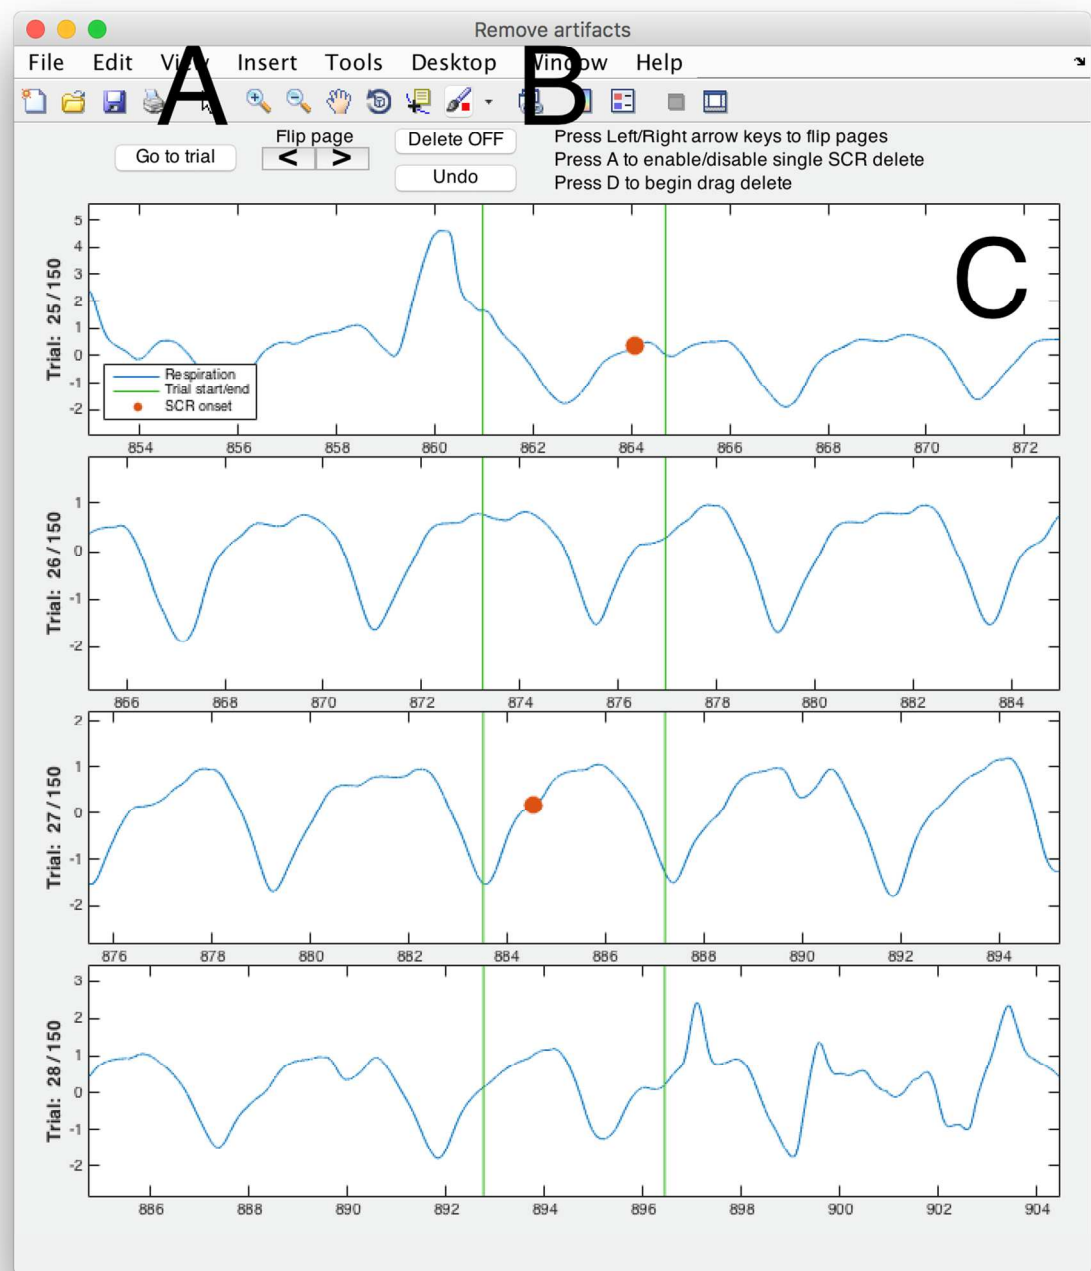 Remove artifacts
File Edit View Insert Tools Desktop Window Help
A B
Flip page
Go to trial < > Delete OFF
Undo
Press Left/Right arrow keys to flip pages
Press A to enable/disable single SCR delete
Press D to begin drag delete
C
Trial: 25/150
5
4
3
2
1
0
-1
-2
Respiration
Trial start/end
SCR onset
854 856 858 860 862 864 866 868 870 872
Trial: 26/150
1
0
-1
-2
866 868 870 872 874 876 878 880 882 884
Trial: 27/150
2
1
0
-1
-2
876 878 880 882 884 886 888 890 892 894
Trial: 28/150
3
2
1
0
-1
-2
886 888 890 892 894 896 898 900 902 904